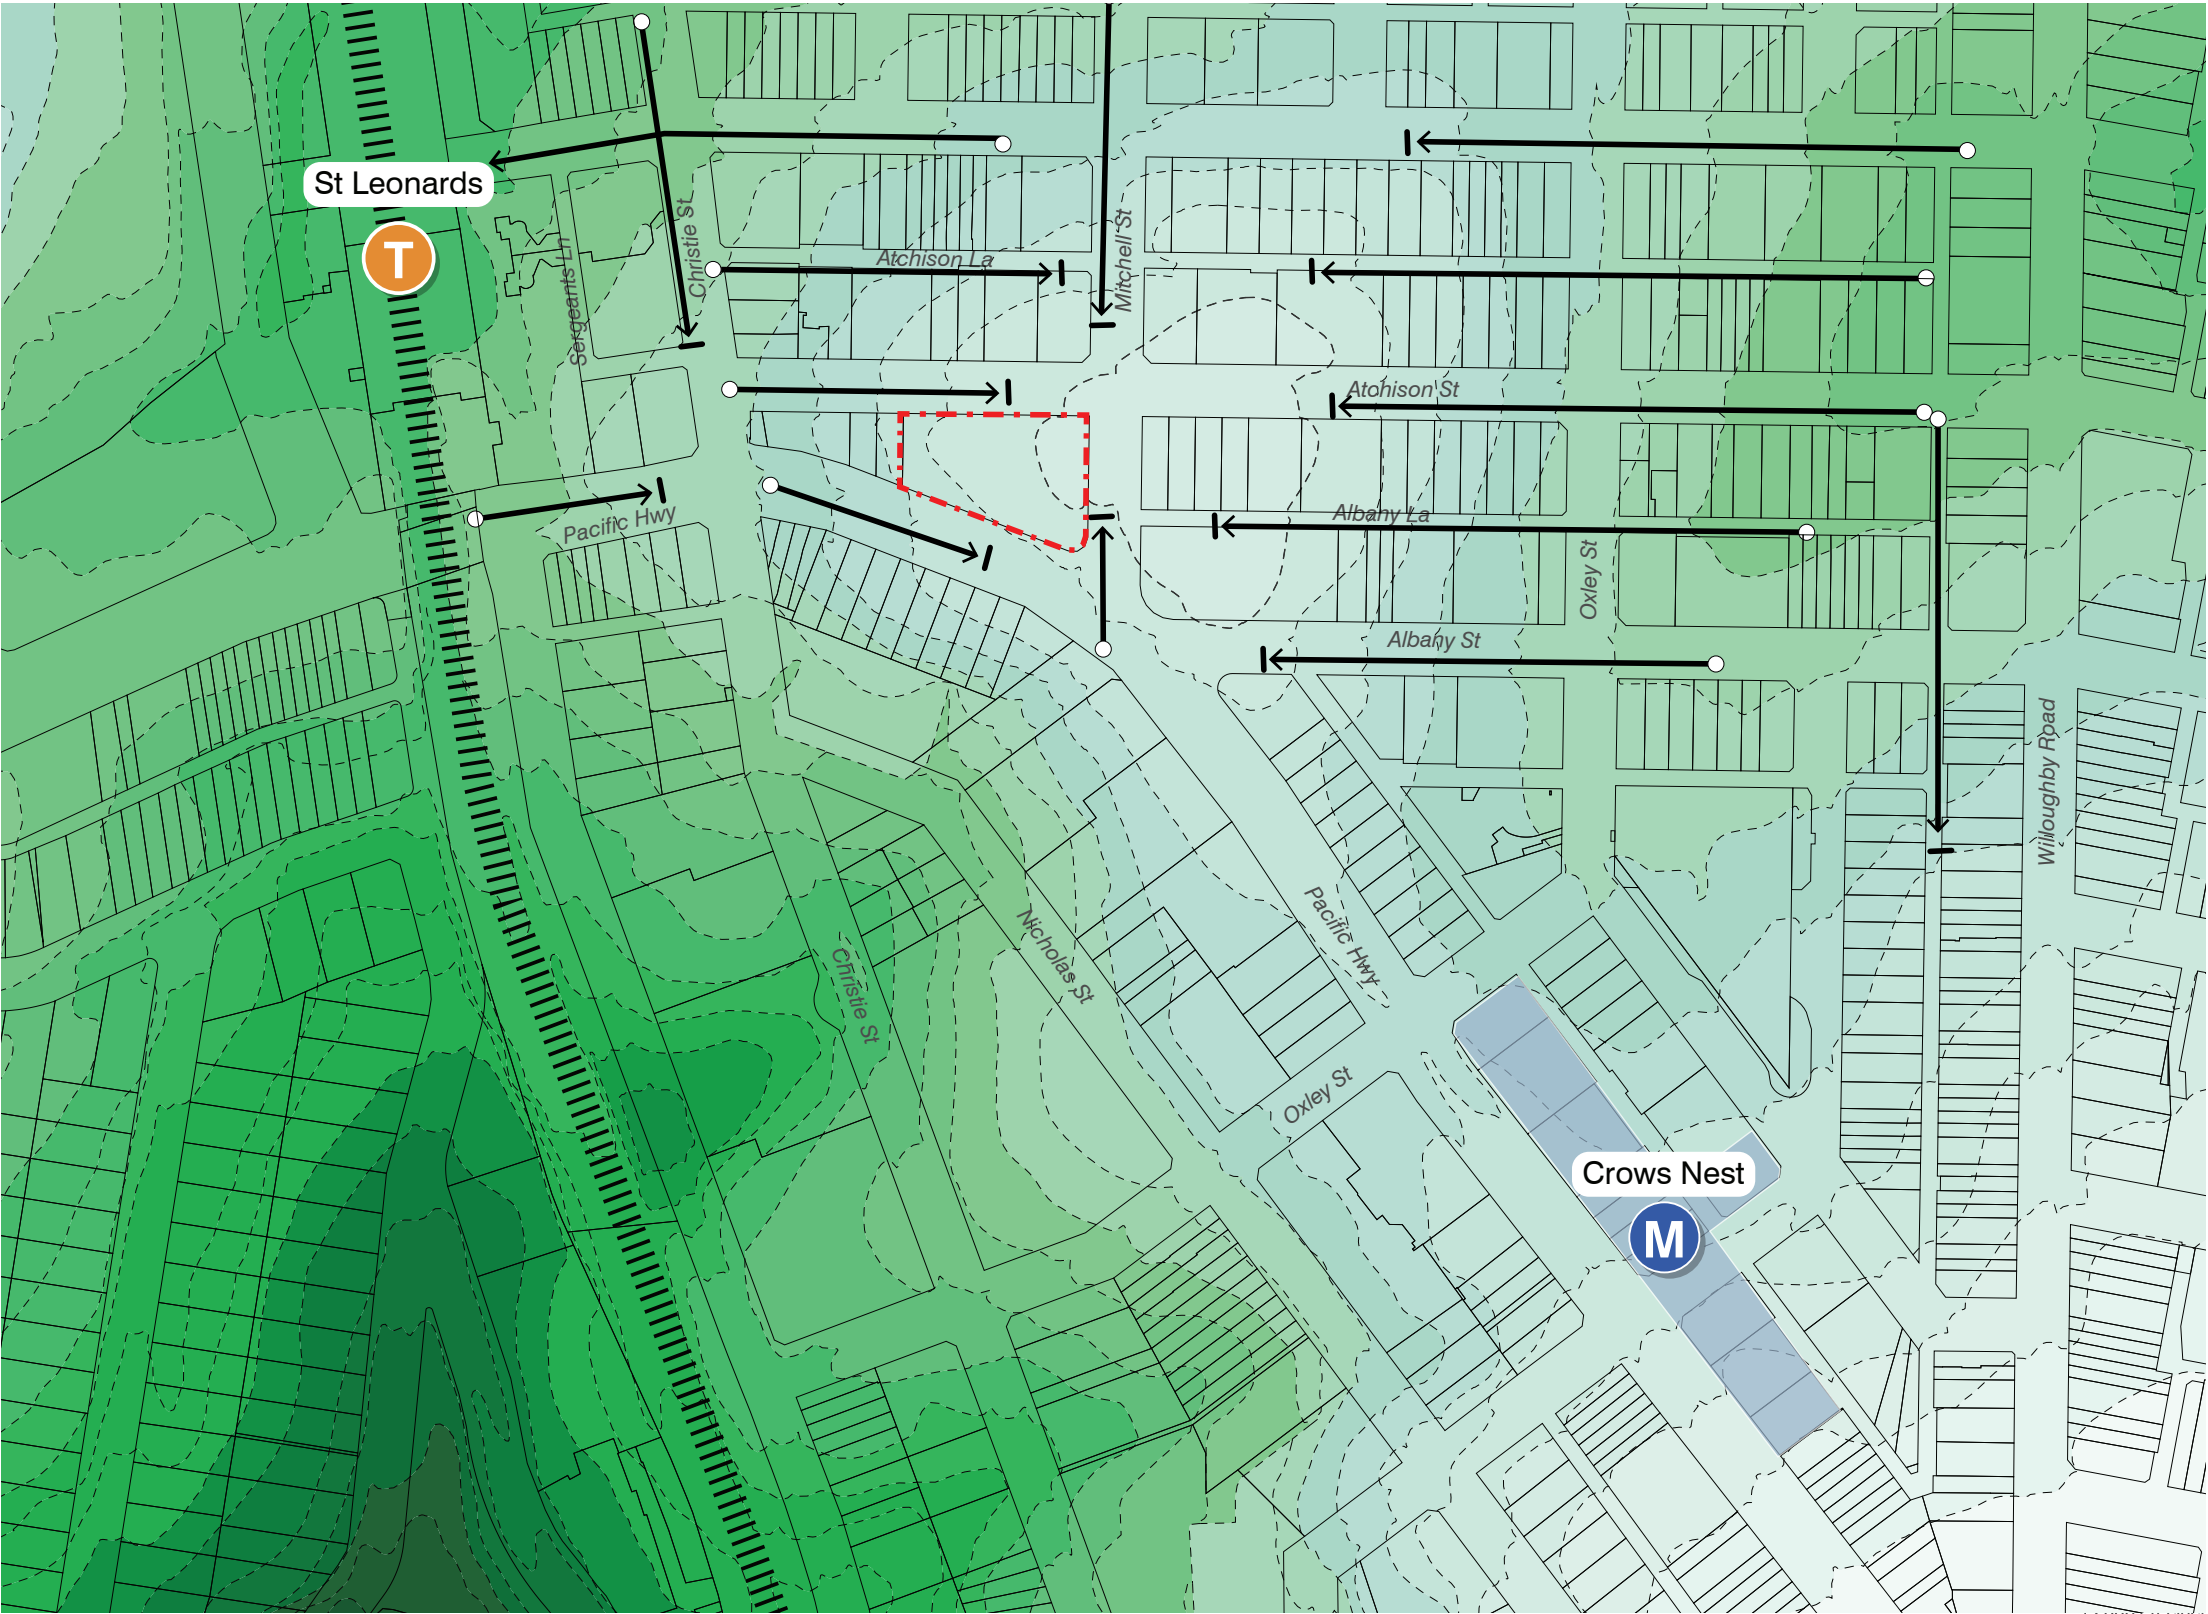 St Leonards
T
Sergeants Ln
Christie St
Atchison La
Mitchell St
Atchison St
Pacific Hwy
Albany La
Oxley St
Albany St
Willoughby Road
Pacific Hwy
Nicholas St
Christie St
Oxley St
Crows Nest
M